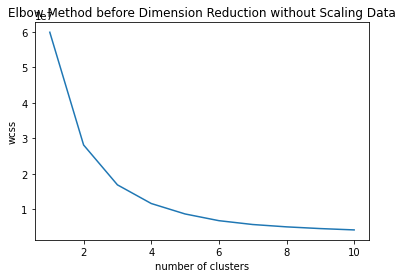 Elbow Method before Dimension Reduction without Scaling Data
1e7
6
5
4
3
2
1
wcss
2 4 6 8 10
number of clusters